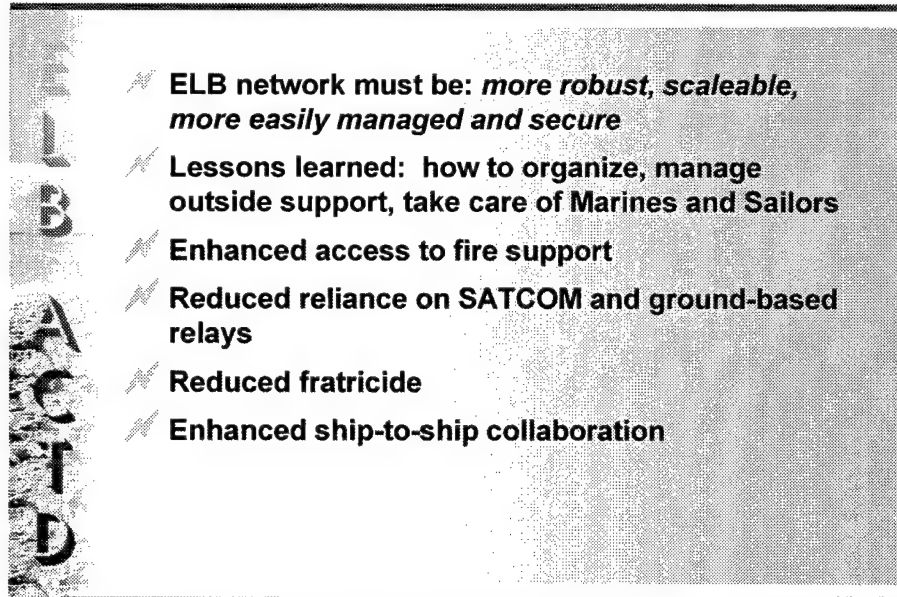 ELB ACTD
ELB network must be: more robust, scaleable,
more easily managed and secure
Lessons learned: how to organize, manage
outside support, take care of Marines and Sailors
Enhanced access to fire support
Reduced reliance on SATCOM and ground-based
relays
Reduced fratricide
Enhanced ship-to-ship collaboration